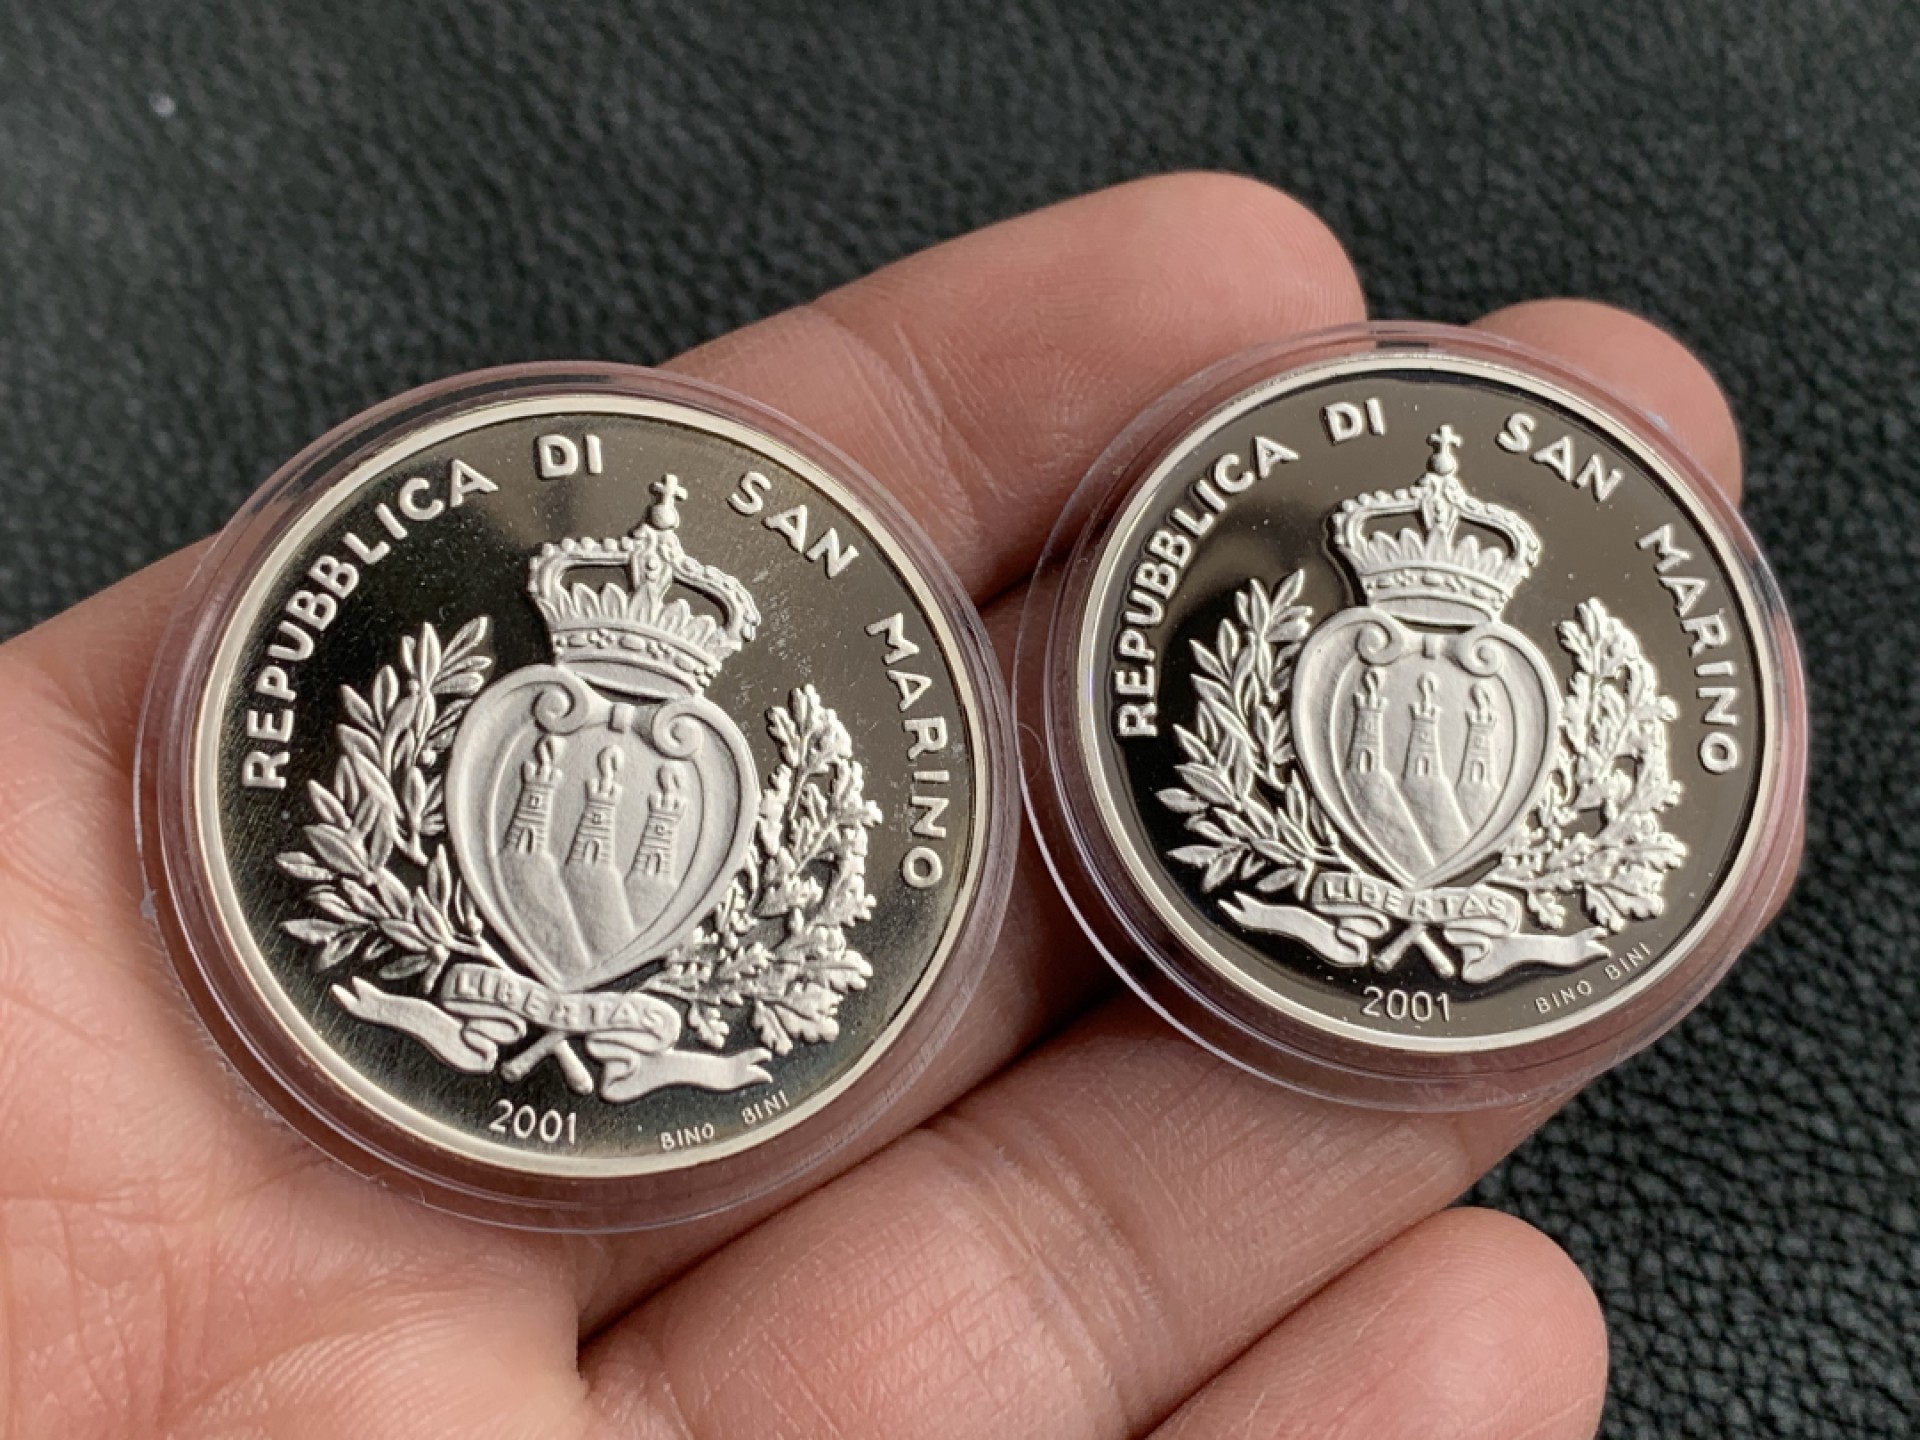 REPUBBLICA DI SAN MARINO
LIBERTAS
2001
BINO BINI
REPUBBLICA DI SAN MARINO
LIBERTAS
2001
BINO BINI